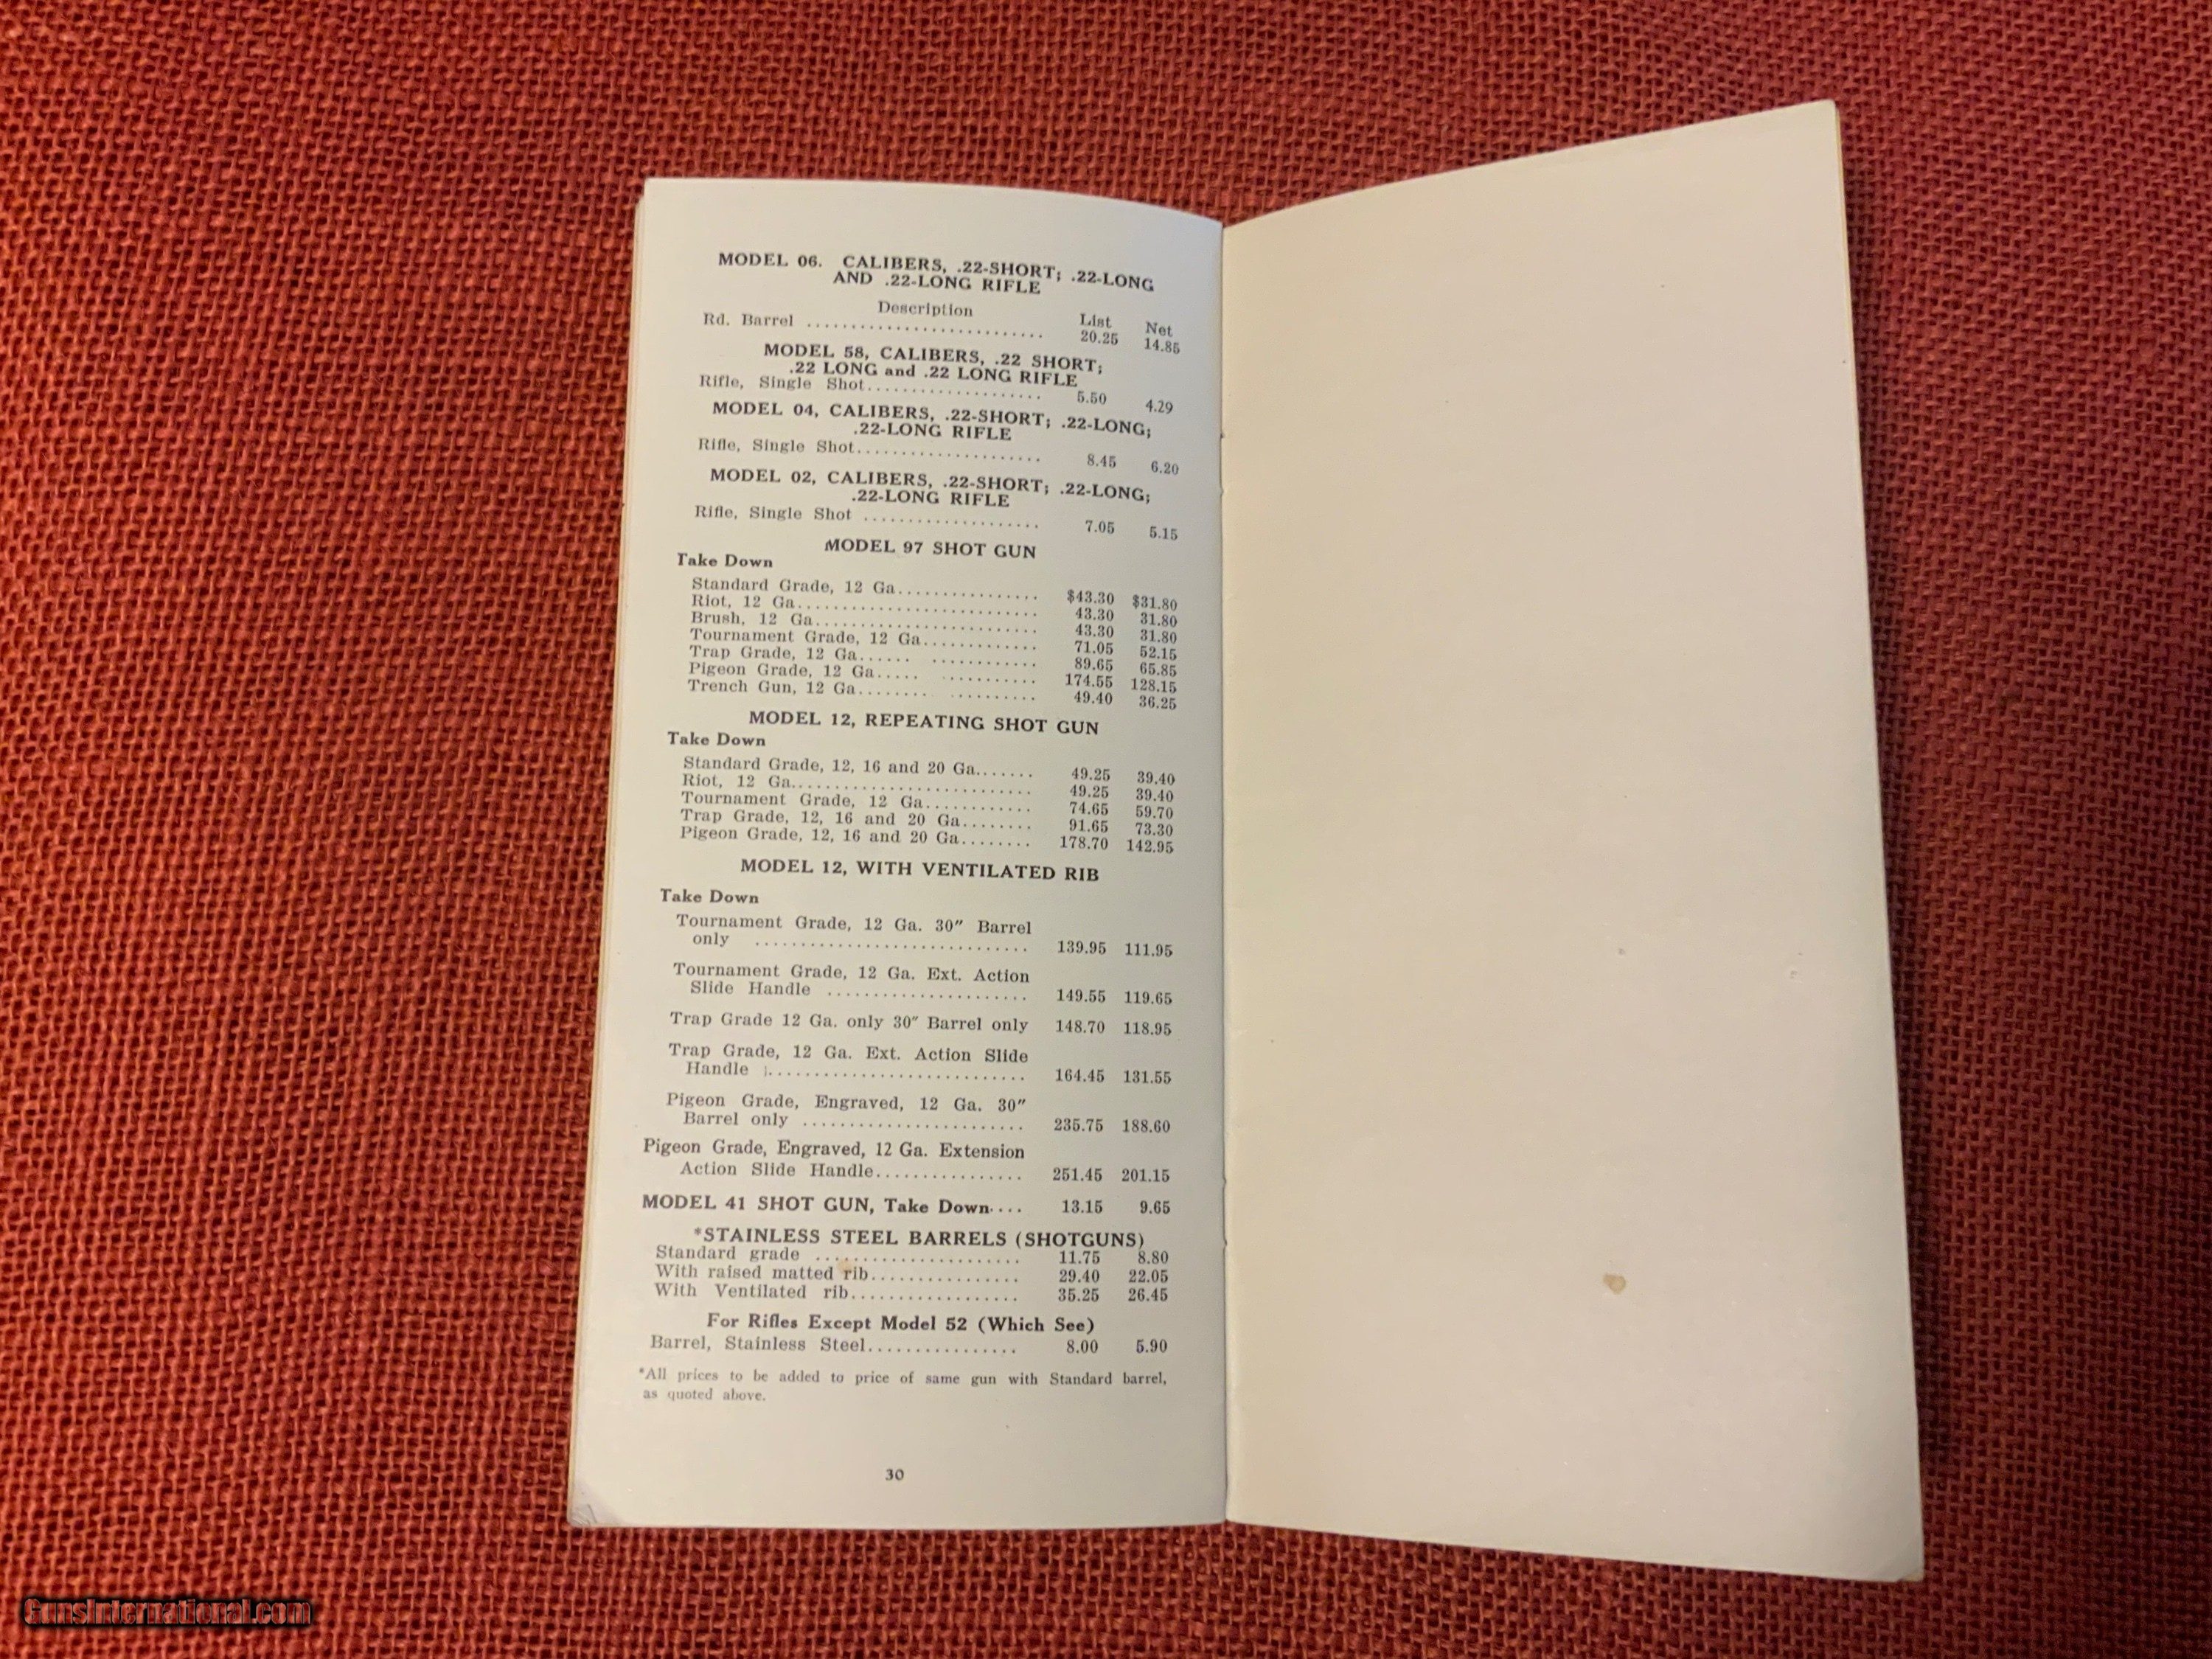 MODEL 06. CALIBERS, .22-SHORT; .22-LONG
AND .22-LONG RIFLE
Description List Net
Rd. Barrel ........................... 20.25 14.85
MODEL 58, CALIBERS, .22 SHORT;
.22 LONG and .22 LONG RIFLE
Rifle, Single Shot.................... 5.50 4.29
MODEL 04, CALIBERS, .22-SHORT; .22-LONG;
.22-LONG RIFLE
Rifle, Single Shot..................... 8.45 6.20
MODEL 02, CALIBERS, .22-SHORT; .22-LONG;
.22-LONG RIFLE
Rifle, Single Shot .................... 7.05 5.15
MODEL 97 SHOT GUN
Take Down
Standard Grade, 12 Ga................ $43.30 $31.80
Riot, 12 Ga........................... 43.30 31.80
Brush, 12 Ga......................... 43.30 31.80
Tournament Grade, 12 Ga............. 71.05 52.15
Trap Grade, 12 Ga...... ............ 89.65 65.85
Pigeon Grade, 12 Ga..... ........... 174.55 128.15
Trench Gun, 12 Ga........ .......... 49.40 36.25
MODEL 12, REPEATING SHOT GUN
Take Down
Standard Grade, 12, 16 and 20 Ga....... 49.25 39.40
Riot, 12 Ga........................... 49.25 39.40
Tournament Grade, 12 Ga............ 74.65 59.70
Trap Grade, 12, 16 and 20 Ga........ 91.65 73.30
Pigeon Grade, 12, 16 and 20 Ga........ 178.70 142.95
MODEL 12, WITH VENTILATED RIB
Take Down
Tournament Grade, 12 Ga. 30″ Barrel
only .............................. 139.95 111.95
Tournament Grade, 12 Ga. Ext. Action
Slide Handle ...................... 149.55 119.65
Trap Grade 12 Ga. only 30″ Barrel only 148.70 118.95
Trap Grade, 12 Ga. Ext. Action Slide
Handle ............................. 164.45 131.55
Pigeon Grade, Engraved, 12 Ga. 30″
Barrel only ........................ 235.75 188.60
Pigeon Grade, Engraved, 12 Ga. Extension
Action Slide Handle................ 251.45 201.15
MODEL 41 SHOT GUN, Take Down.... 13.15 9.65
*STAINLESS STEEL BARRELS (SHOTGUNS)
Standard grade ...................... 11.75 8.80
With raised matted rib................ 29.40 22.05
With Ventilated rib.................. 35.25 26.45
For Rifles Except Model 52 (Which See)
Barrel, Stainless Steel................ 8.00 5.90
*All prices to be added to price of same gun with Standard barrel,
as quoted above.
30
GunsInternational.com